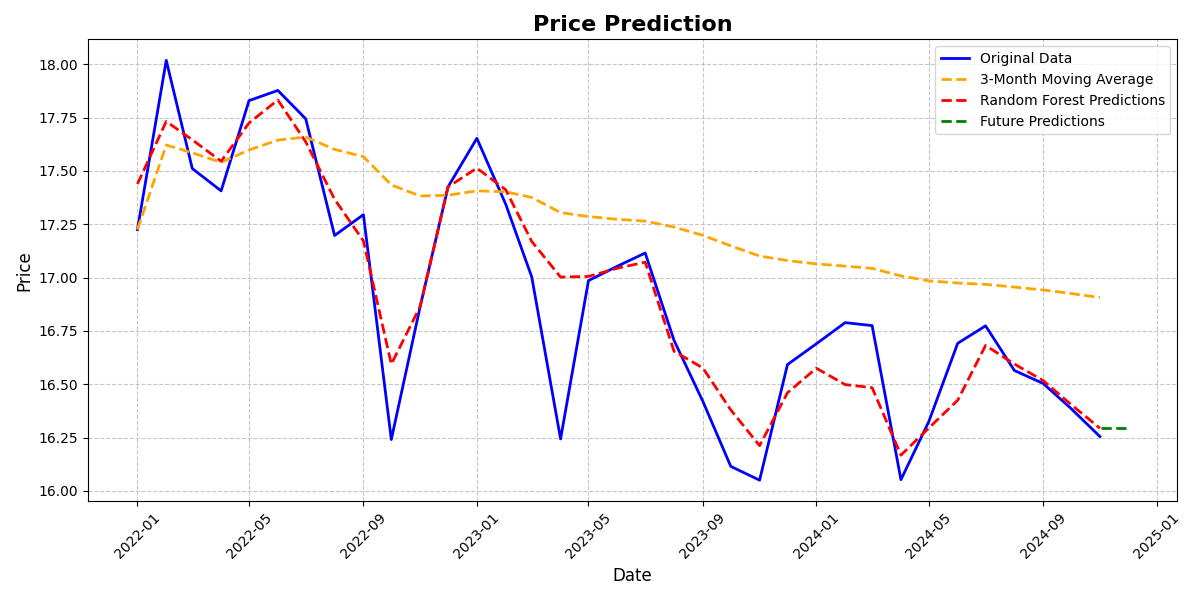 Price Prediction
Original Data
3-Month Moving Average
Random Forest Predictions
Future Predictions
18.00
17.75
17.50
17.25
17.00
16.75
16.50
16.25
16.00
Price
2022-01
2022-05
2022-09
2023-01
2023-05
2023-09
2024-01
2024-05
2024-09
2025-01
Date